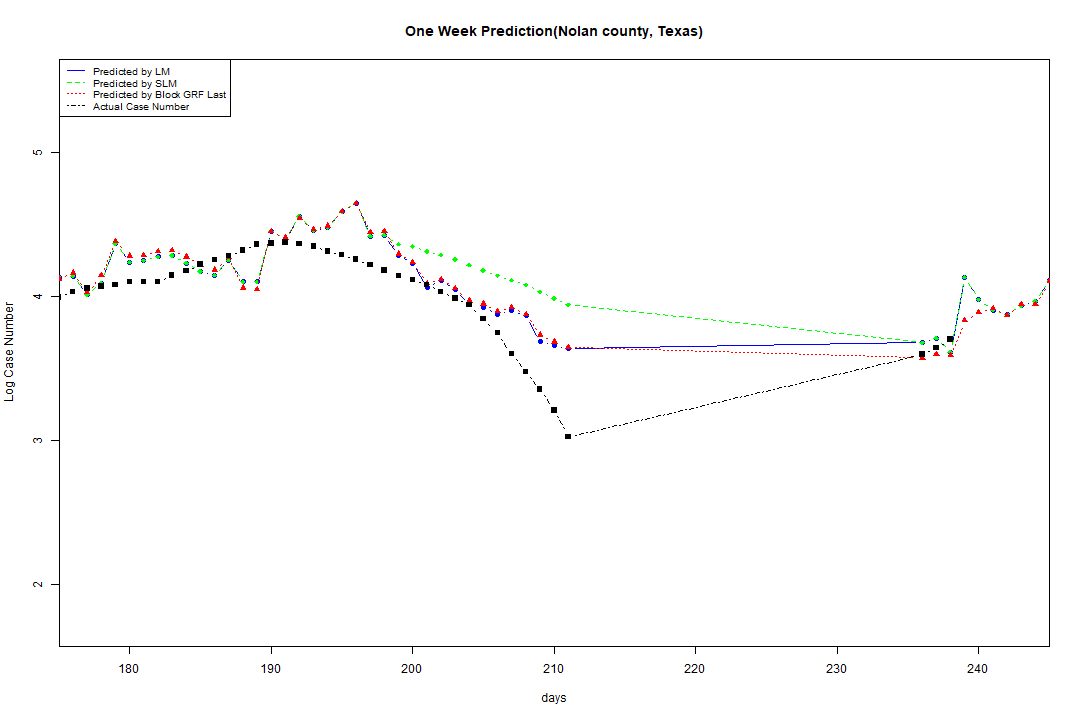 One Week Prediction(Nolan county, Texas)
Predicted by LM
Predicted by SLM
Predicted by Block GRF Last
Actual Case Number
5
4
3
2
Log Case Number
180 190 200 210 220 230 240
days